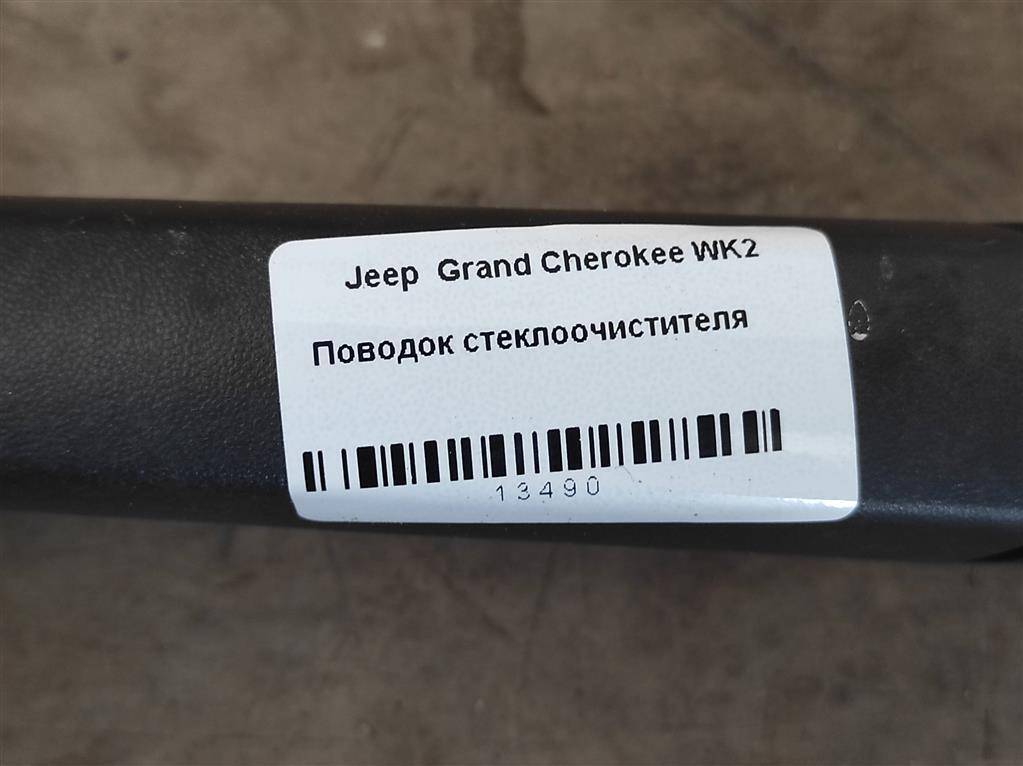 Jeep Grand Cherokee WK2
Поводок стеклоочистителя
13490